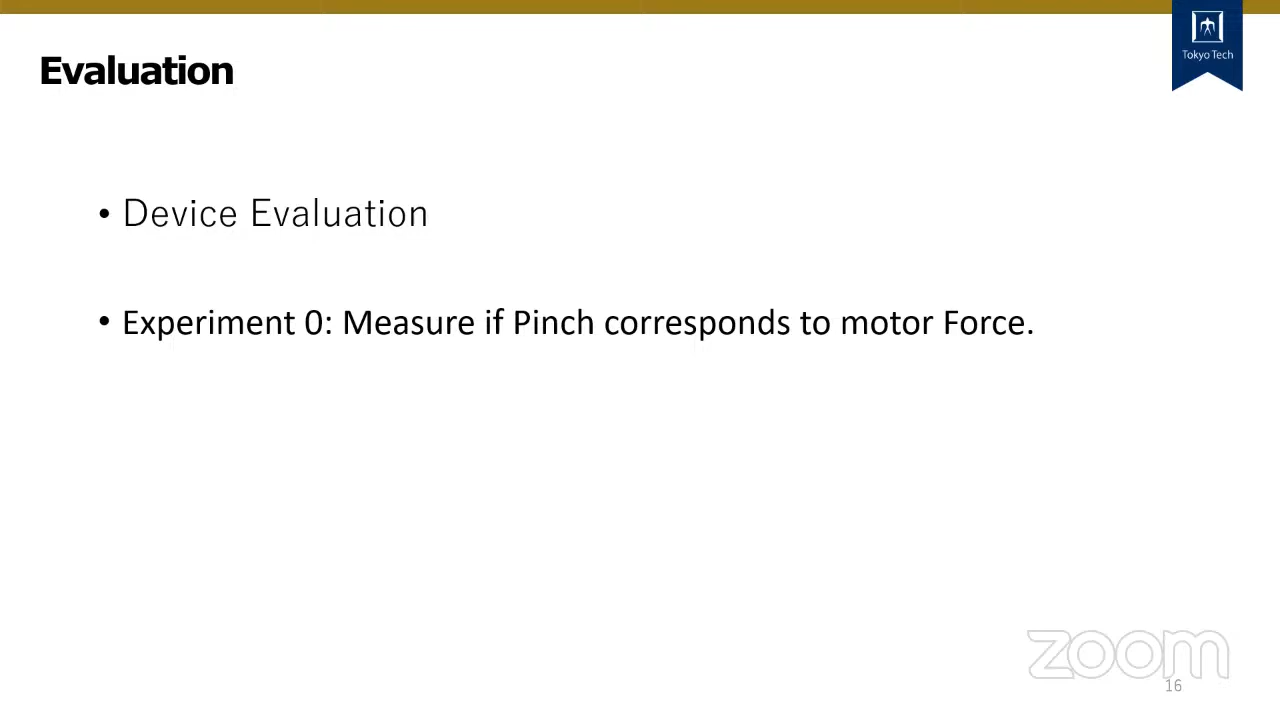 Tokyo Tech
Evaluation
• Device Evaluation
• Experiment 0: Measure if Pinch corresponds to motor Force.
zoom
16